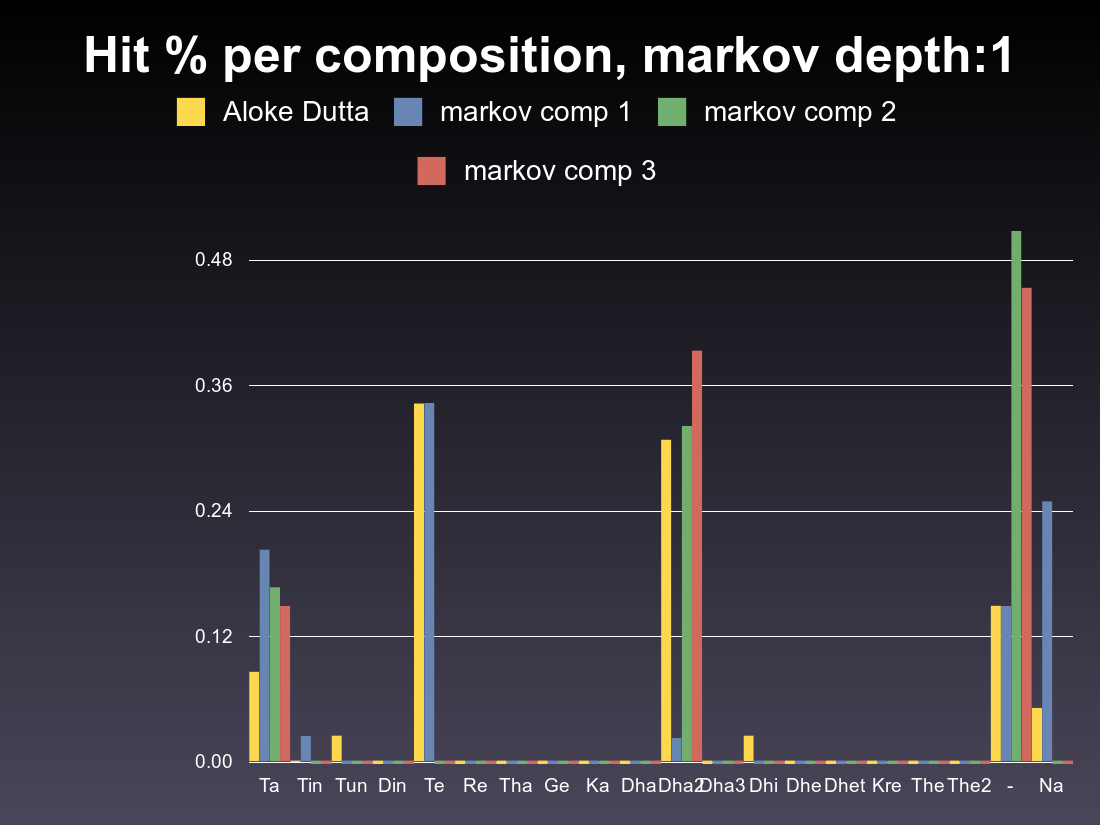 Hit % per composition, markov depth:1
Aloke Dutta markov comp 1 markov comp 2
markov comp 3
0.48
0.36
0.24
0.12
0.00
Ta Tin Tun Din Te Re Tha Ge Ka Dha Dha2 Dha3 Dhi Dhe Dhet Kre The The2 - Na